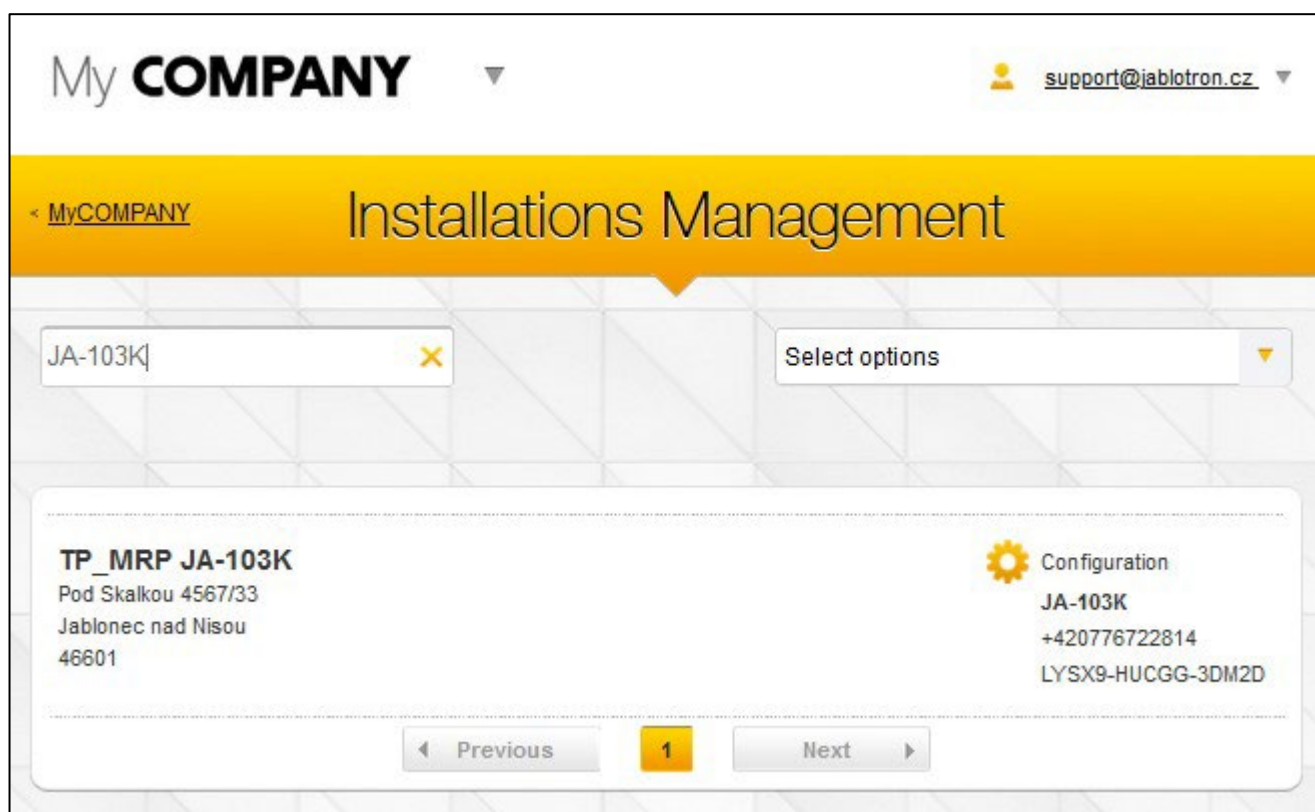 My COMPANY
support@jablotron.cz
< MyCOMPANY
Installations Management
JA-103K
Select options
TP_MRP JA-103K
Pod Skalkou 4567/33
Jablonec nad Nisou
46601
Configuration
JA-103K
+420776722814
LYSX9-HUCGG-3DM2D
Previous
1
Next